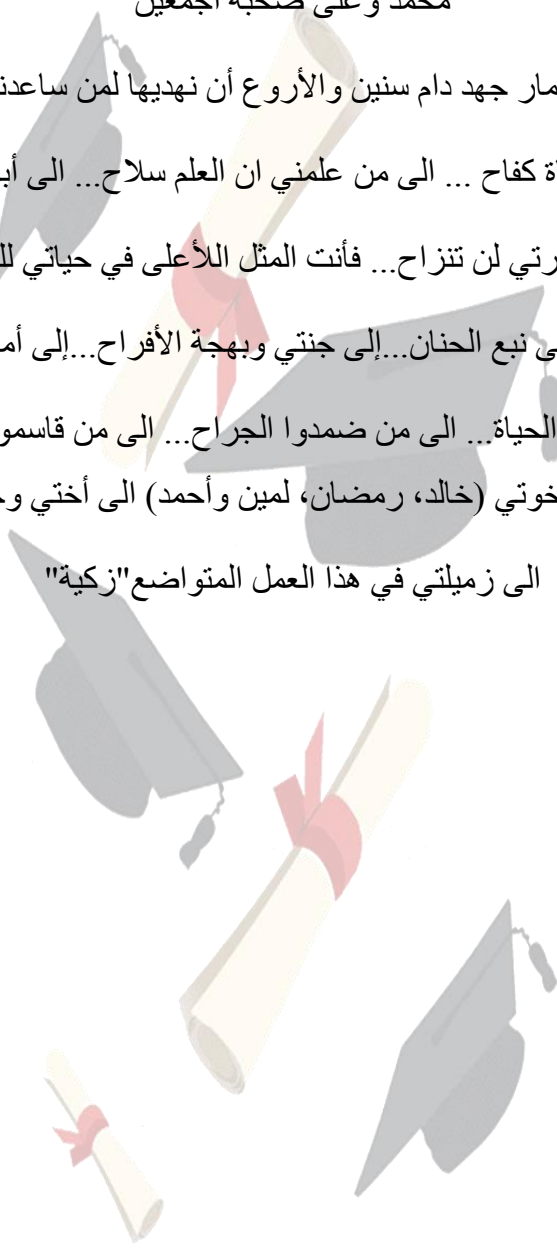 محمد وعلى صحبه اجمعين
مار جهد دام سنين والأروع أن نهديها لمن ساعدنا
ة كفاح ... الى من علمني ان العلم سلاح... الى أب
رتي لن تنزاح... فأنت المثل اللأعلى في حياتي لل
ى نبع الحنان...إلى جنتي وبهجة الأفراح...إلى أم
الحياة... الى من ضمدوا الجراح... الى من قاسمو
خوتي (خالد، رمضان، لمين وأحمد) الى أختي و
الى زميلتي في هذا العمل المتواضع"زكية"